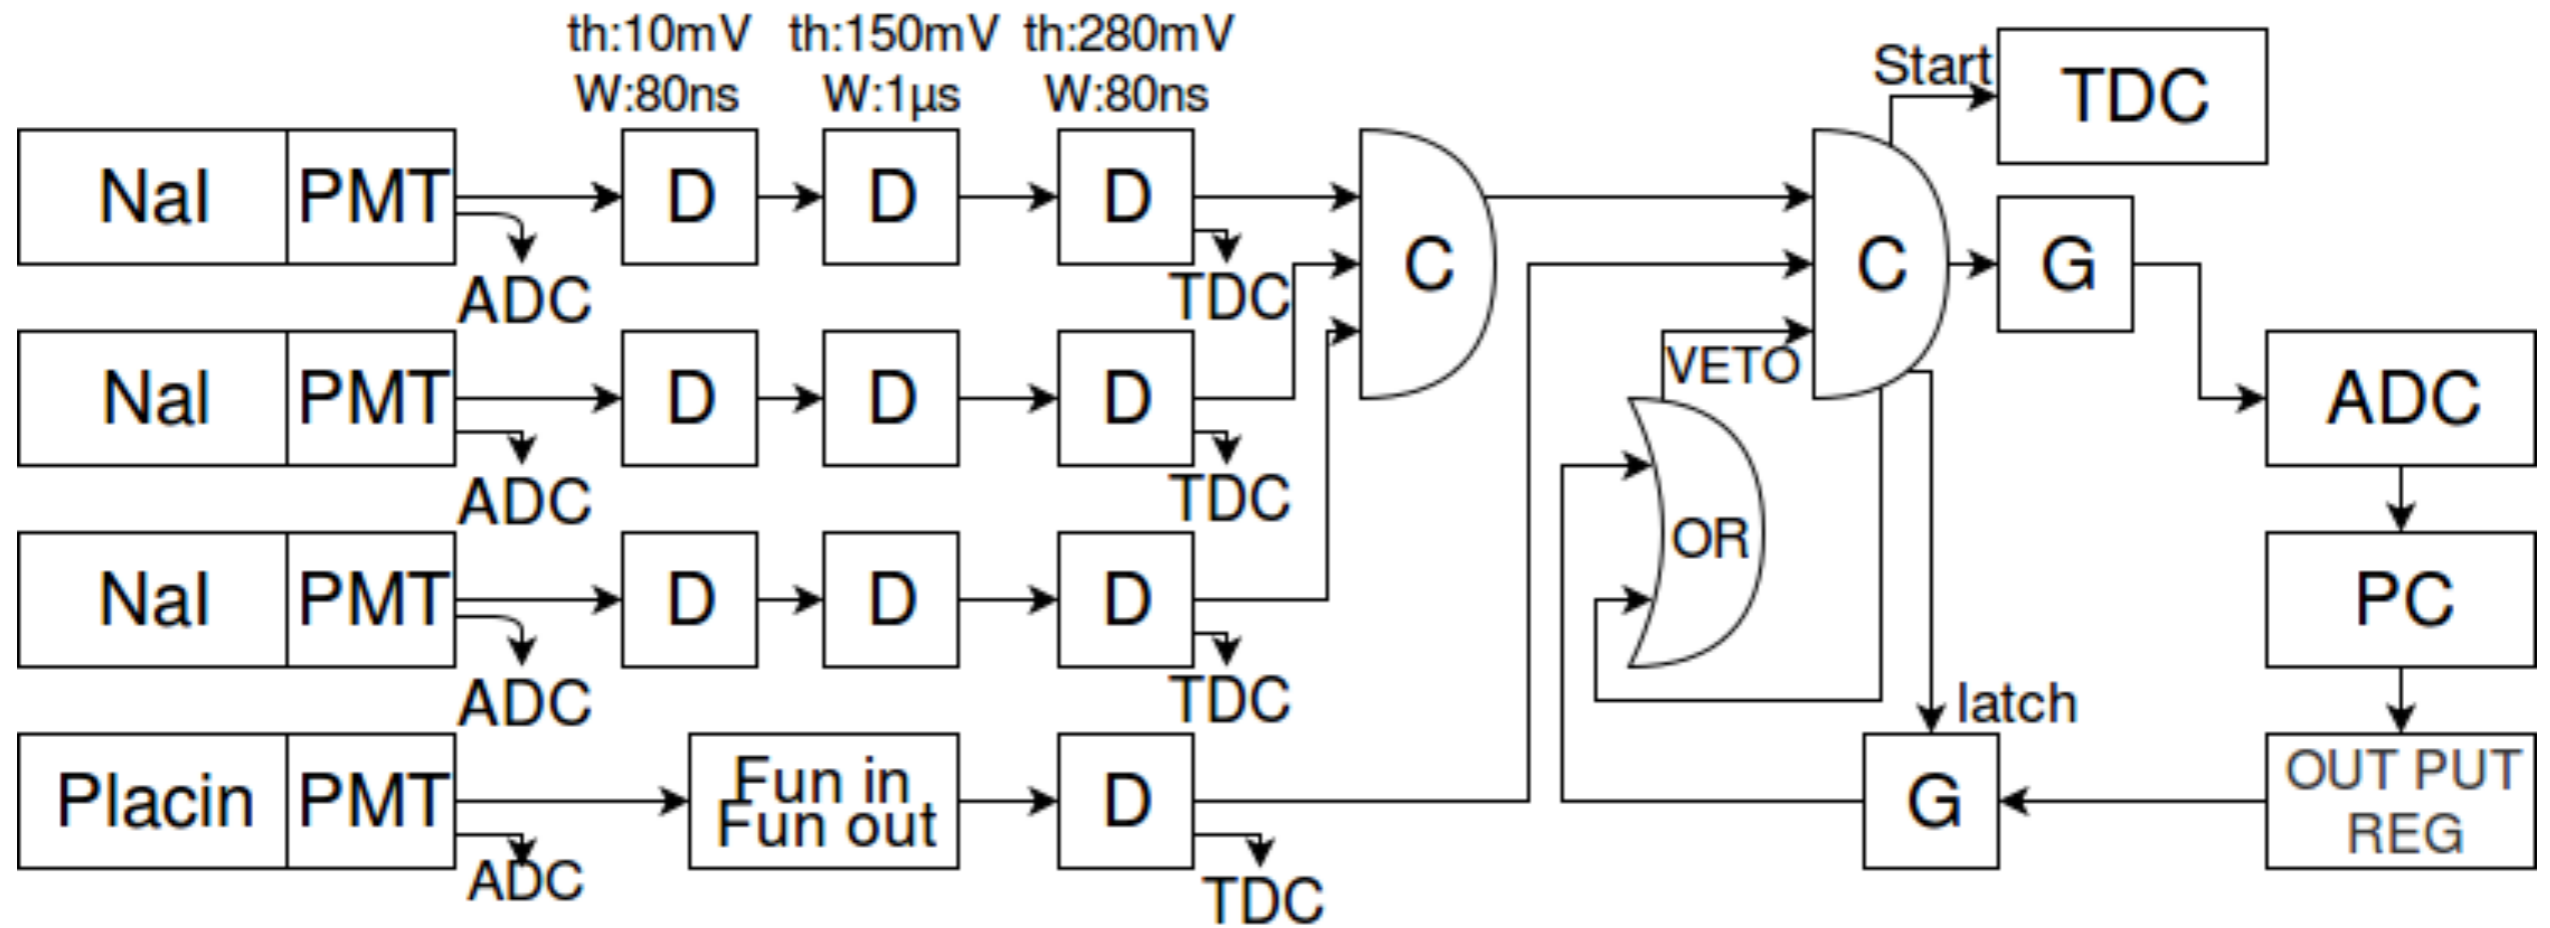 th:10mV th:150mV th:280mV
W:80ns W:1µs W:80ns
Start
TDC
NaI PMT D D D
ADC
TDC
C
C
G
NaI PMT D D D
ADC
TDC
VETO
ADC
OR
NaI PMT D D D
ADC
TDC
PC
latch
Placin PMT
Fun in
Fun out
D
ADC
TDC
G
OUT PUT
REG